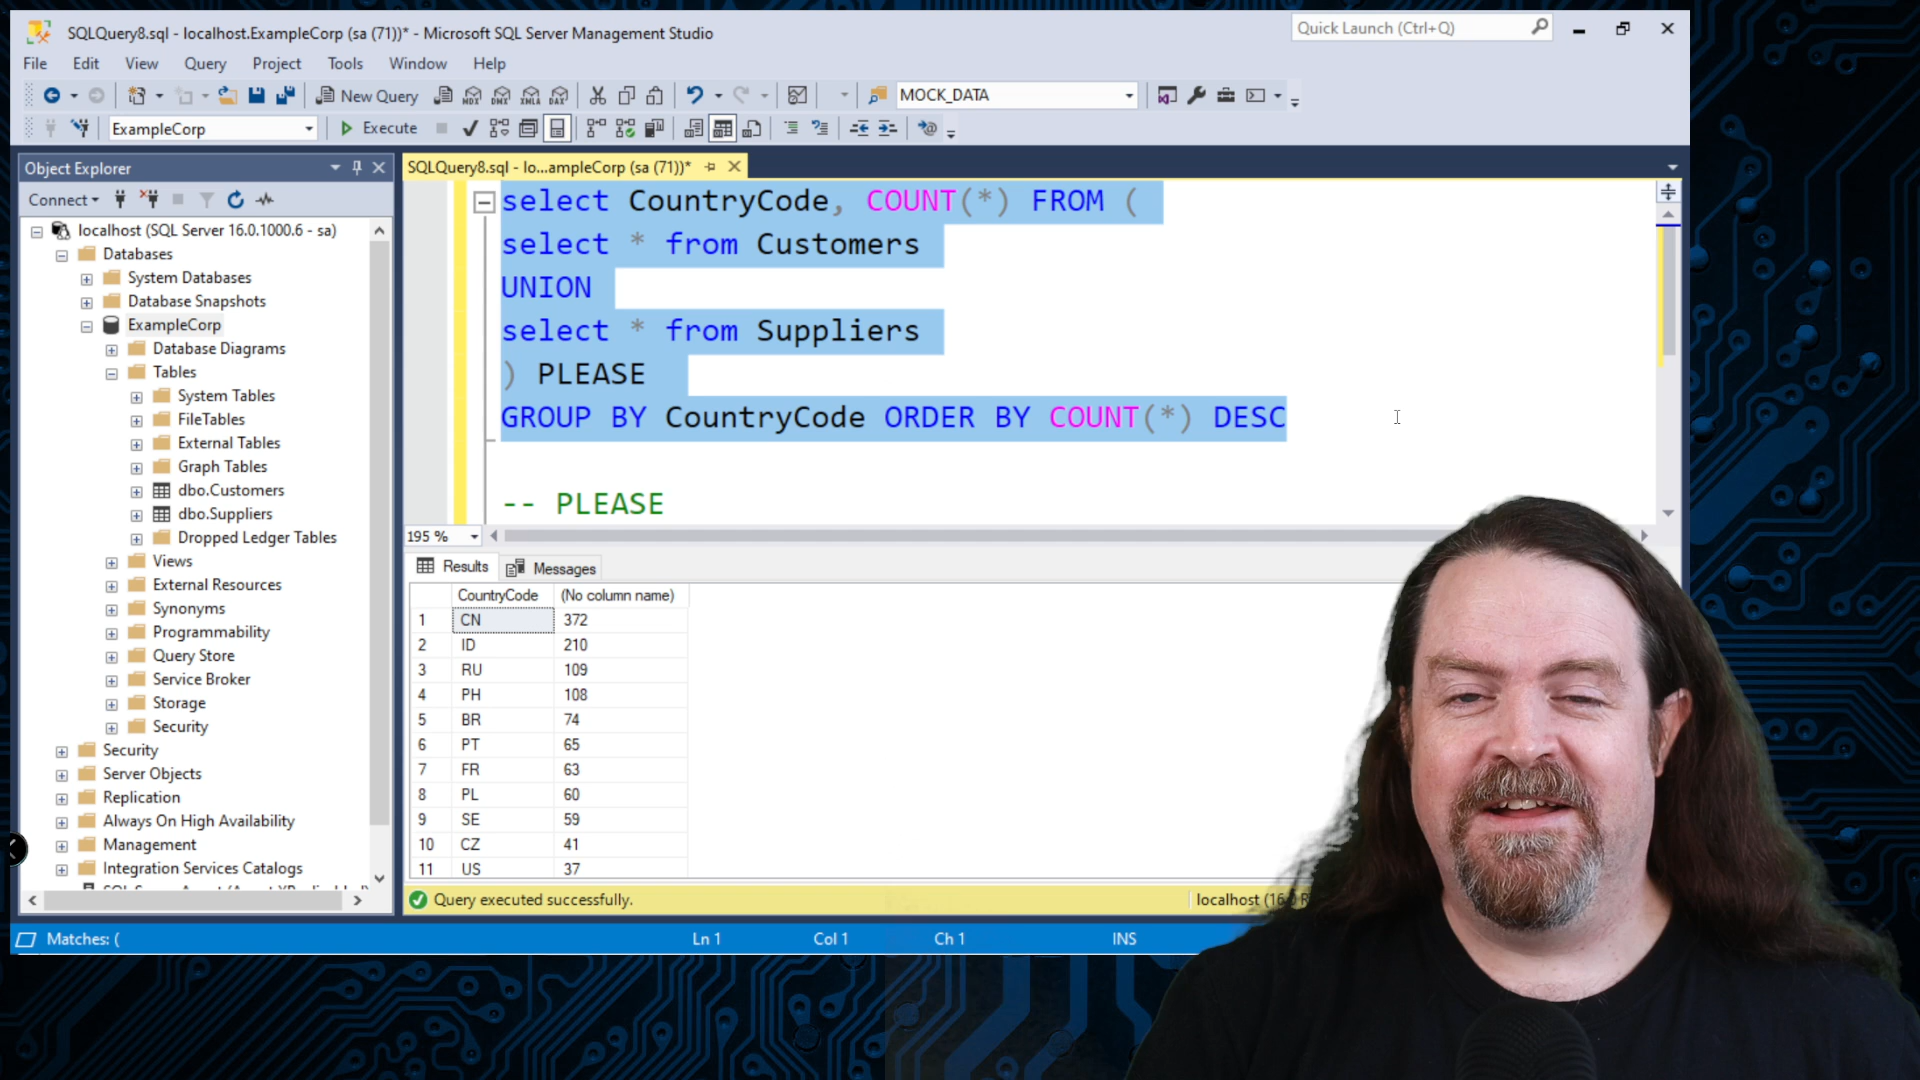 SQLQuery8.sql - localhost.ExampleCorp (sa (71))* - Microsoft SQL Server Management Studio
Quick Launch (Ctrl+Q)
File Edit View Query Project Tools Window Help
New Query MDX DMX XMLA DAX MOCK_DATA
ExampleCorp Execute
Object Explorer
Connect
localhost (SQL Server 16.0.1000.6 - sa)
Databases
System Databases
Database Snapshots
ExampleCorp
Database Diagrams
Tables
System Tables
FileTables
External Tables
Graph Tables
dbo.Customers
dbo.Suppliers
Dropped Ledger Tables
Views
External Resources
Synonyms
Programmability
Query Store
Service Broker
Storage
Security
Security
Server Objects
Replication
Always On High Availability
Management
Integration Services Catalogs
SQLQuery8.sql - lo...ampleCorp (sa (71))*
select CountryCode, COUNT(*) FROM (
select * from Customers
UNION
select * from Suppliers
) PLEASE
GROUP BY CountryCode ORDER BY COUNT(*) DESC
-- PLEASE
195 %
Results Messages
CountryCode (No column name)
1 CN 372
2 ID 210
3 RU 109
4 PH 108
5 BR 74
6 PT 65
7 FR 63
8 PL 60
9 SE 59
10 CZ 41
11 US 37
Query executed successfully. localhost (16.0 R
Matches: ( Ln 1 Col 1 Ch 1 INS